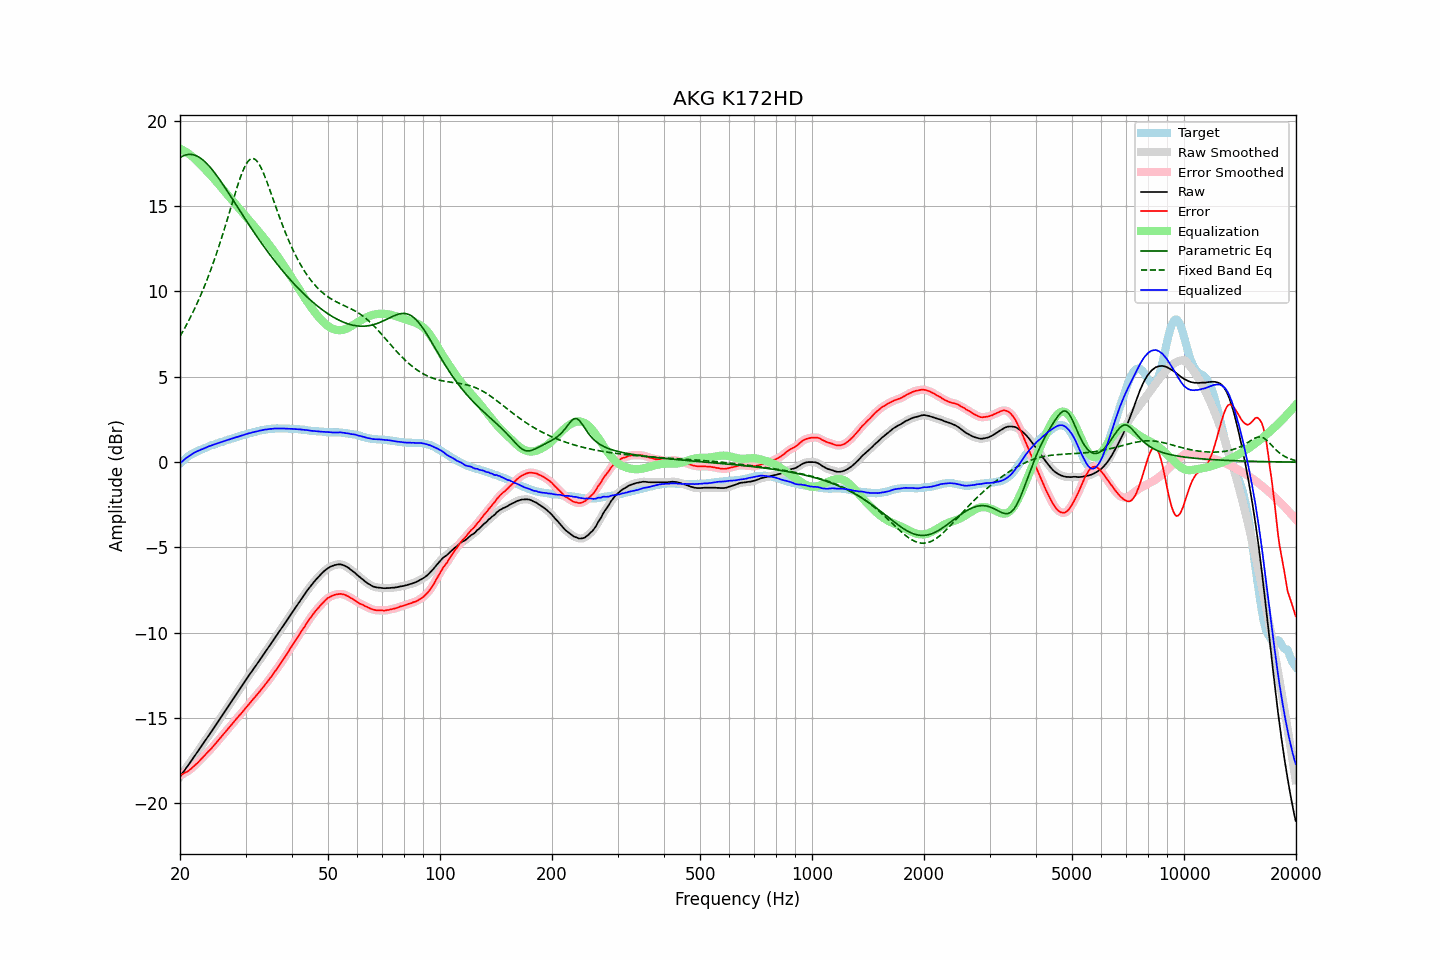 AKG K172HD
20
15
10
5
0
−5
−10
−15
−20
Amplitude (dBr)
Target
Raw Smoothed
Error Smoothed
Raw
Error
Equalization
Parametric Eq
Fixed Band Eq
Equalized
20 50 100 200 500 1000 2000 5000 10000 20000
Frequency (Hz)